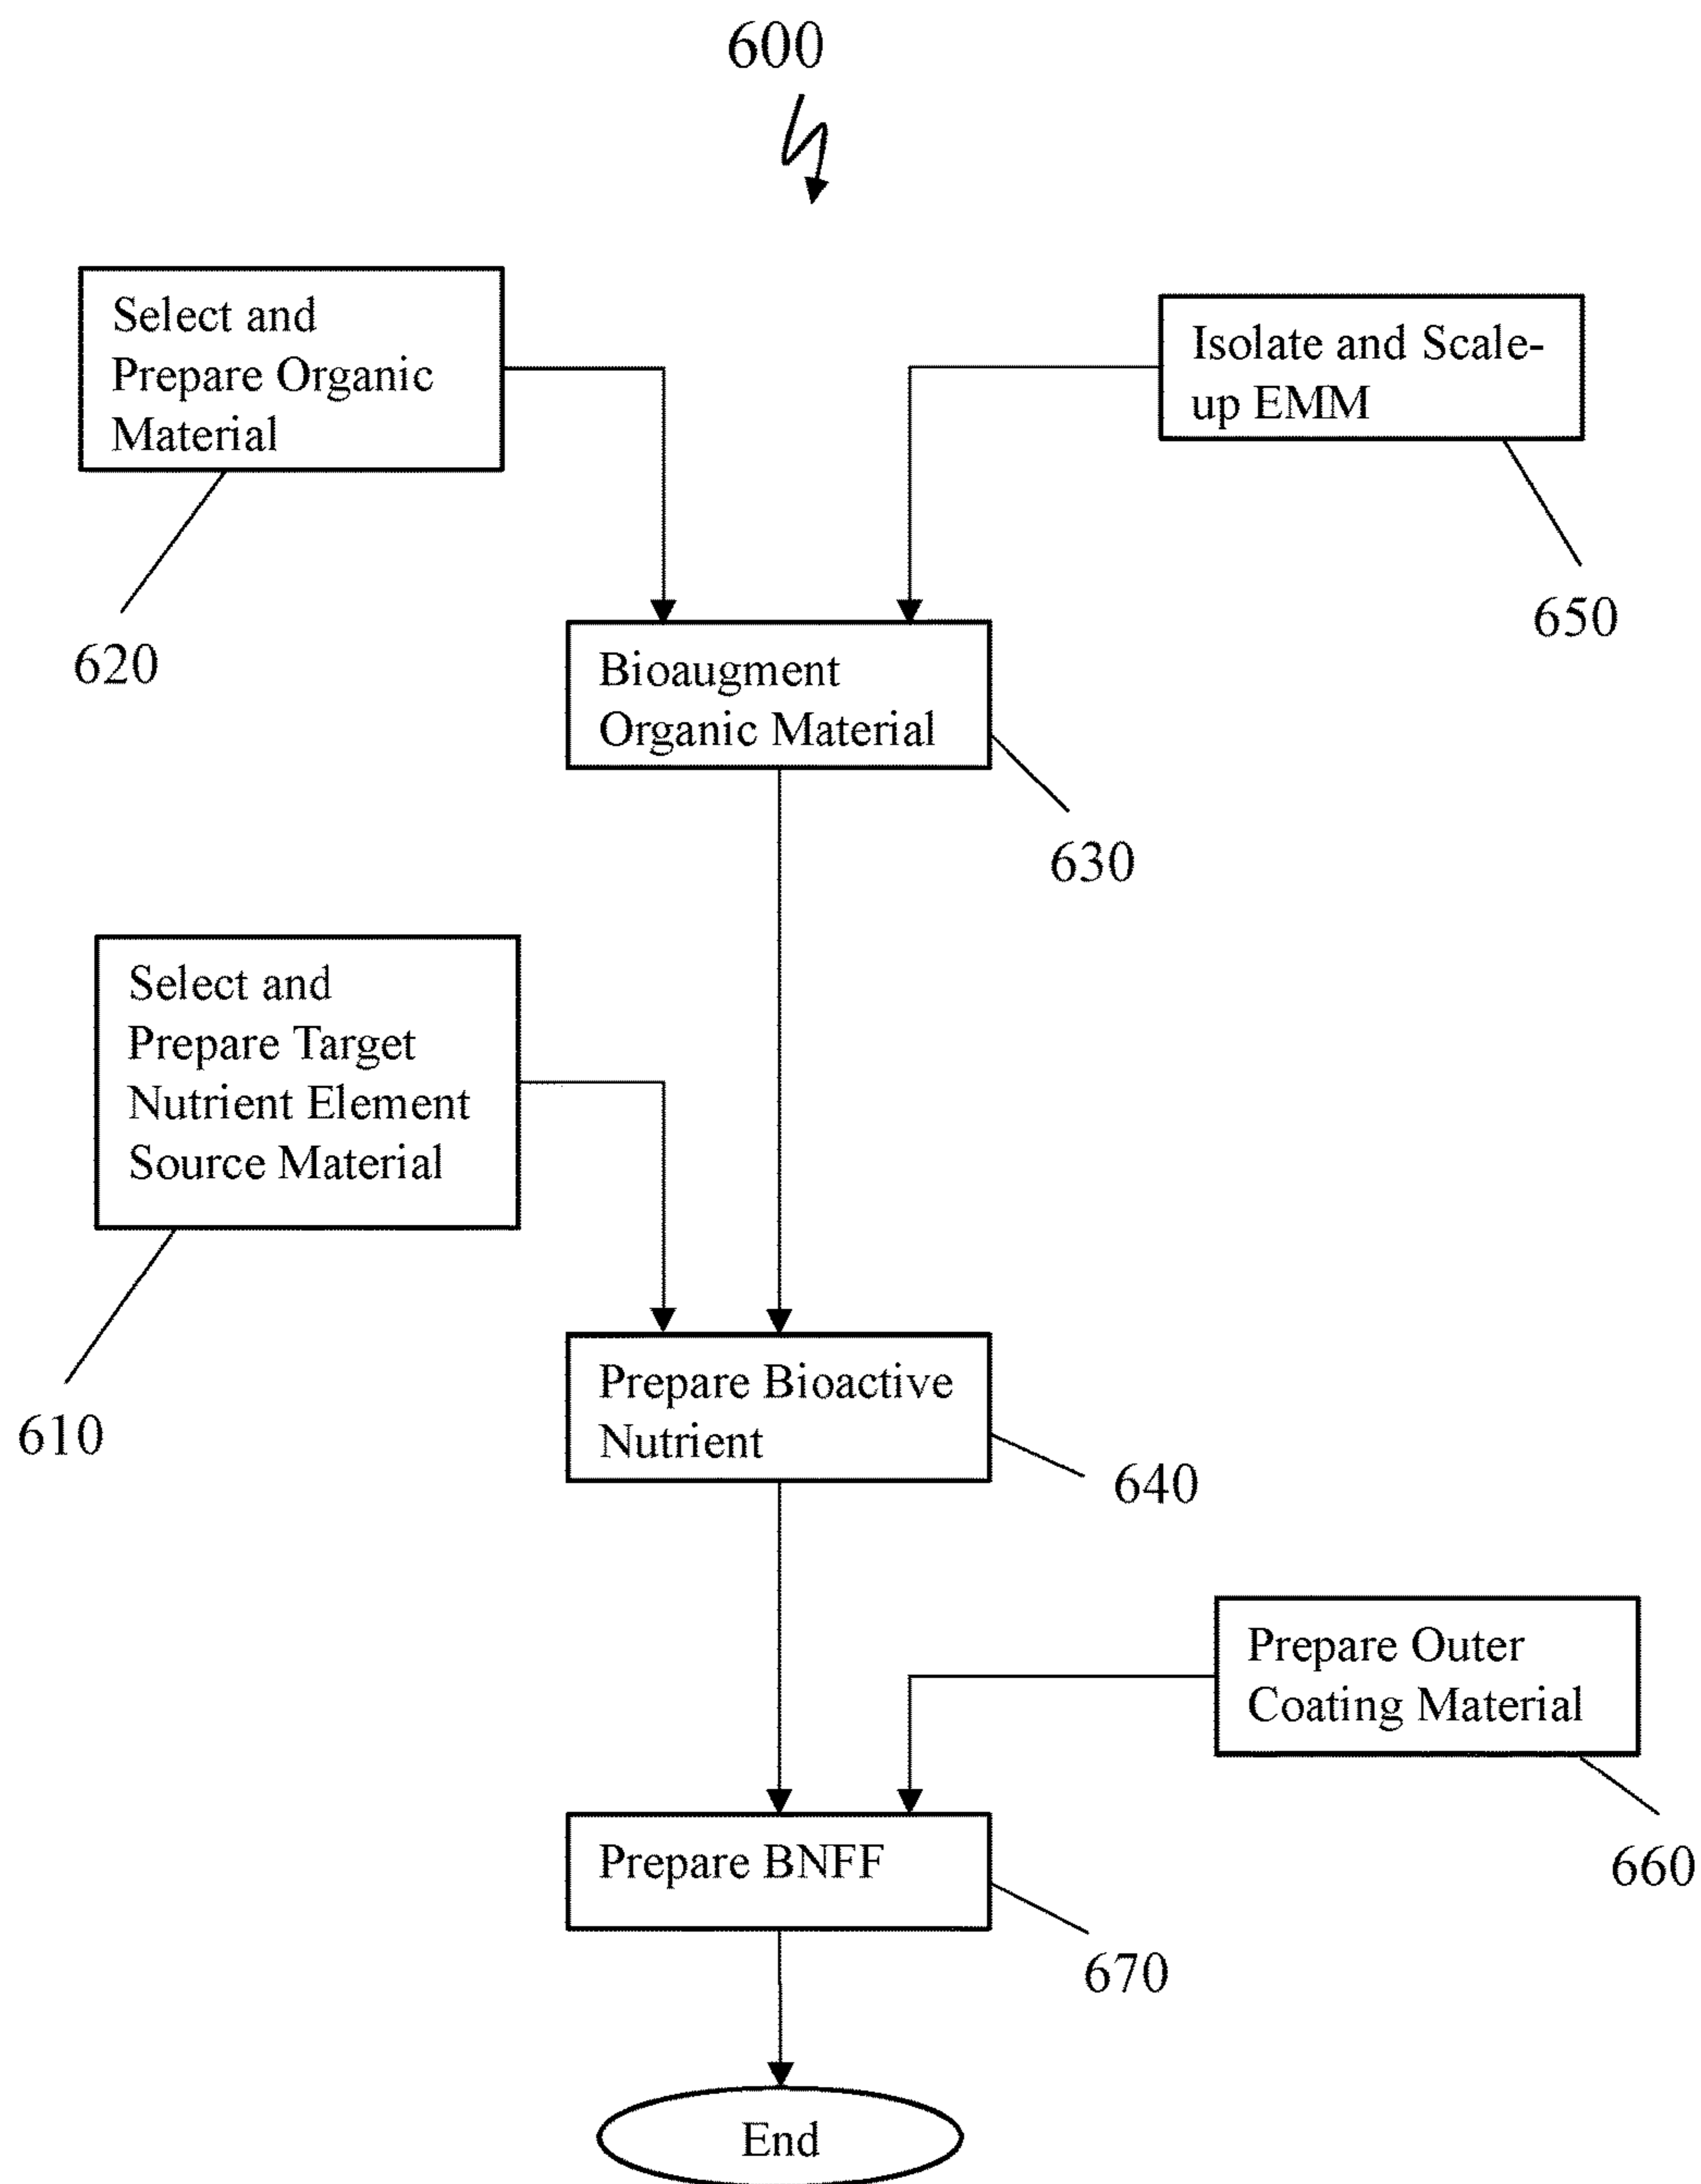 600
Select and
Prepare Organic
Material
Isolate and Scale-
up EMM
620
650
Bioaugment
Organic Material
630
Select and
Prepare Target
Nutrient Element
Source Material
610
Prepare Bioactive
Nutrient
640
Prepare Outer
Coating Material
660
Prepare BNFF
670
End